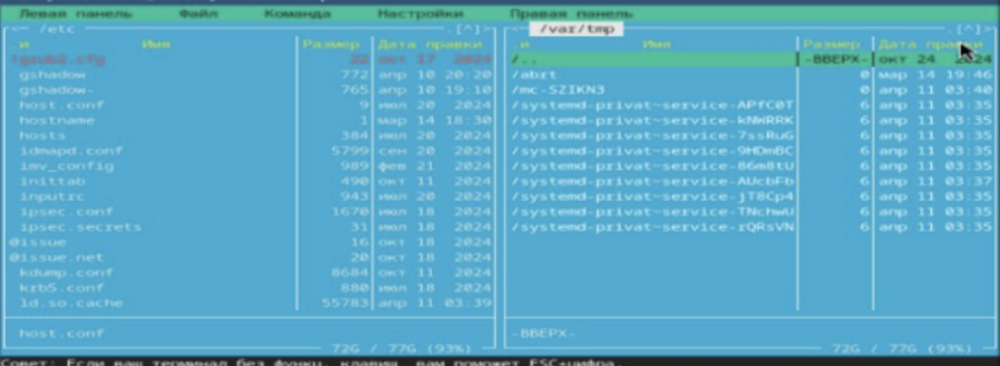 Левая панель Файл Команда Настройки Правая панель
<- /etc .[^]> <- /var/tmp .[^]>
.и Имя Размер Дата правки .и Имя Размер Дата правки
!grub2.cfg 22 окт 17 2024 /.. -ВВЕРХ- окт 24 2024
gshadow 772 апр 10 20:20 /abrt 0 мар 14 19:46
gshadow- 765 апр 10 19:10 /mc-SZIKN3 0 апр 11 03:40
host.conf 9 июл 20 2024 /systemd-privat~service-APfC0T 6 апр 11 03:35
hostname 1 мар 14 18:30 /systemd-privat~service-kNWRRK 6 апр 11 03:35
hosts 384 июл 20 2024 /systemd-privat~service-7ssRuG 6 апр 11 03:35
idmapd.conf 5799 сен 20 2024 /systemd-privat~service-9HDmBC 6 апр 11 03:35
imv_config 989 фев 21 2024 /systemd-privat~service-86m8tU 6 апр 11 03:35
inittab 490 окт 11 2024 /systemd-privat~service-AUcbFb 6 апр 11 03:37
inputrc 943 июл 20 2024 /systemd-privat~service-jT8Cp4 6 апр 11 03:35
ipsec.conf 1670 июл 18 2024 /systemd-privat~service-TNchwU 6 апр 11 03:35
ipsec.secrets 31 июл 18 2024 /systemd-privat~service-rQRsVN 6 апр 11 03:35
@issue 16 окт 18 2024
@issue.net 20 окт 18 2024
kdump.conf 8684 окт 11 2024
krb5.conf 880 июл 18 2024
ld.so.cache 55783 апр 11 03:39
host.conf -ВВЕРХ-
72G / 77G (93%) 72G / 77G (93%)
Совет: Если ваш терминал без функц. клавиш, вам поможет ESC+цифра.